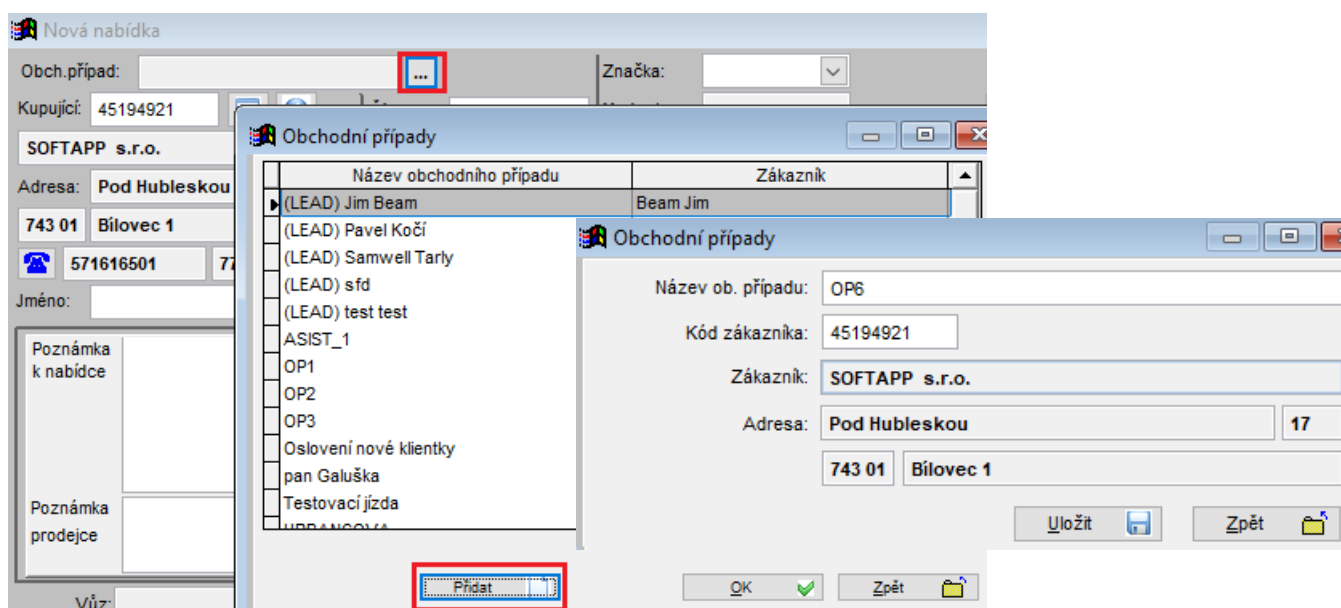 Nová nabídka
Obch.případ:
...
Značka:
Kupující: 45194921
SOFTAPP s.r.o.
Adresa: Pod Hubleskou
743 01 Bílovec 1
571616501
Jméno:
Poznámka
k nabídce
Poznámka
prodejce
Vůz:
Obchodní případy
Název obchodního případu Zákazník
(LEAD) Jim Beam Beam Jim
(LEAD) Pavel Kočí
(LEAD) Samwell Tarly
(LEAD) sfd
(LEAD) test test
ASIST_1
OP1
OP2
OP3
Oslovení nové klientky
pan Galuška
Testovací jízda
Přidat
OK
Zpět
Obchodní případy
Název ob. případu: OP6
Kód zákazníka: 45194921
Zákazník: SOFTAPP s.r.o.
Adresa: Pod Hubleskou 17
743 01 Bílovec 1
Uložit
Zpět